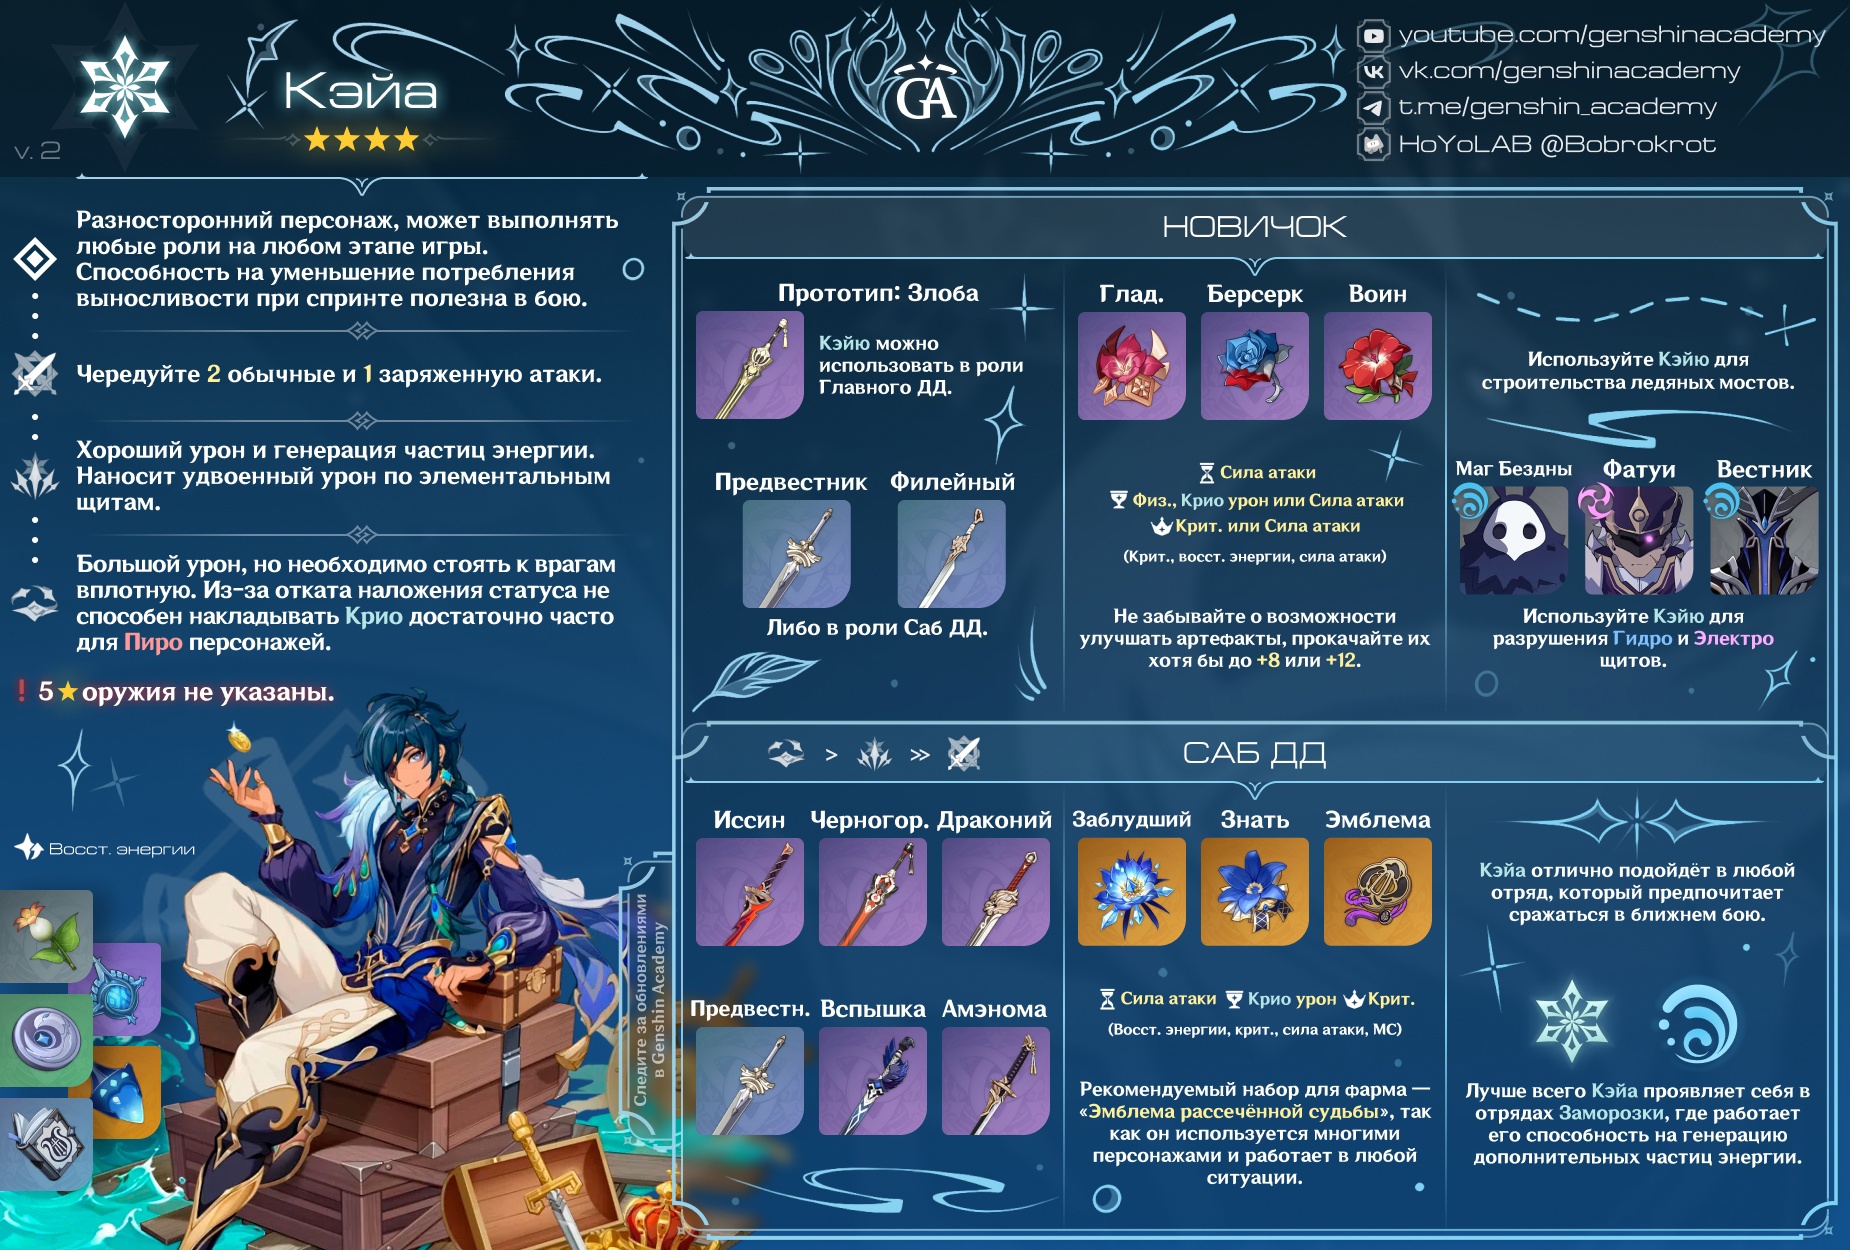 Кэйа
v. 2
GA
youtube.com/genshinacademy
vk.com/genshinacademy
t.me/genshin_academy
HoYoLAB @Bobrokrot
Разносторонний персонаж, может выполнять
любые роли на любом этапе игры.
Способность на уменьшение потребления
выносливости при спринте полезна в бою.
Чередуйте 2 обычные и 1 заряженную атаки.
Хороший урон и генерация частиц энергии.
Наносит удвоенный урон по элементальным
щитам.
Большой урон, но необходимо стоять к врагам
вплотную. Из-за отката наложения статуса не
способен накладывать Крио достаточно часто
для Пиро персонажей.
! 5 оружия не указаны.
Восст. энергии
Следите за обновлениями
в Genshin Academy
НОВИЧОК
Прототип: Злоба
Кэйю можно
использовать в роли
Главного ДД.
Предвестник Филейный
Либо в роли Саб ДД.
Глад. Берсерк Воин
Сила атаки
Физ., Крио урон или Сила атаки
Крит. или Сила атаки
(Крит., восст. энергии, сила атаки)
Не забывайте о возможности
улучшать артефакты, прокачайте их
хотя бы до +8 или +12.
Используйте Кэйю для
строительства ледяных мостов.
Маг Бездны Фатуи Вестник
Используйте Кэйю для
разрушения Гидро и Электро
щитов.
> >> САБ ДД
Иссин Черногор. Драконий
Предвестн. Вспышка Амэнома
Заблудший Знать Эмблема
Сила атаки Крио урон Крит.
(Восст. энергии, крит., сила атаки, МС)
Рекомендуемый набор для фарма —
«Эмблема рассечённой судьбы», так
как он используется многими
персонажами и работает в любой
ситуации.
Кэйа отлично подойдёт в любой
отряд, который предпочитает
сражаться в ближнем бою.
Лучше всего Кэйа проявляет себя в
отрядах Заморозки, где работает
его способность на генерацию
дополнительных частиц энергии.